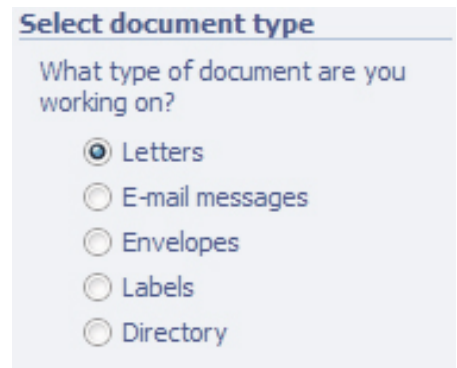 Select document type
What type of document are you
working on?
Letters
E-mail messages
Envelopes
Labels
Directory